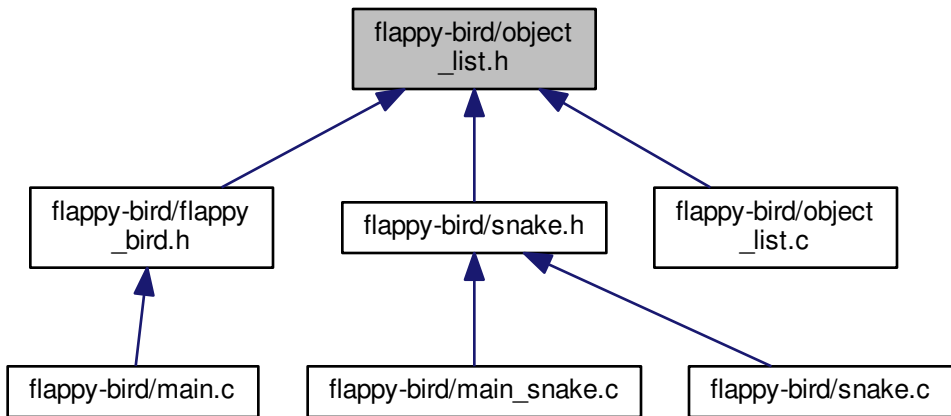 flappy-bird/object
_list.h
flappy-bird/flappy
_bird.h
flappy-bird/snake.h
flappy-bird/object
_list.c
flappy-bird/main.c
flappy-bird/main_snake.c
flappy-bird/snake.c